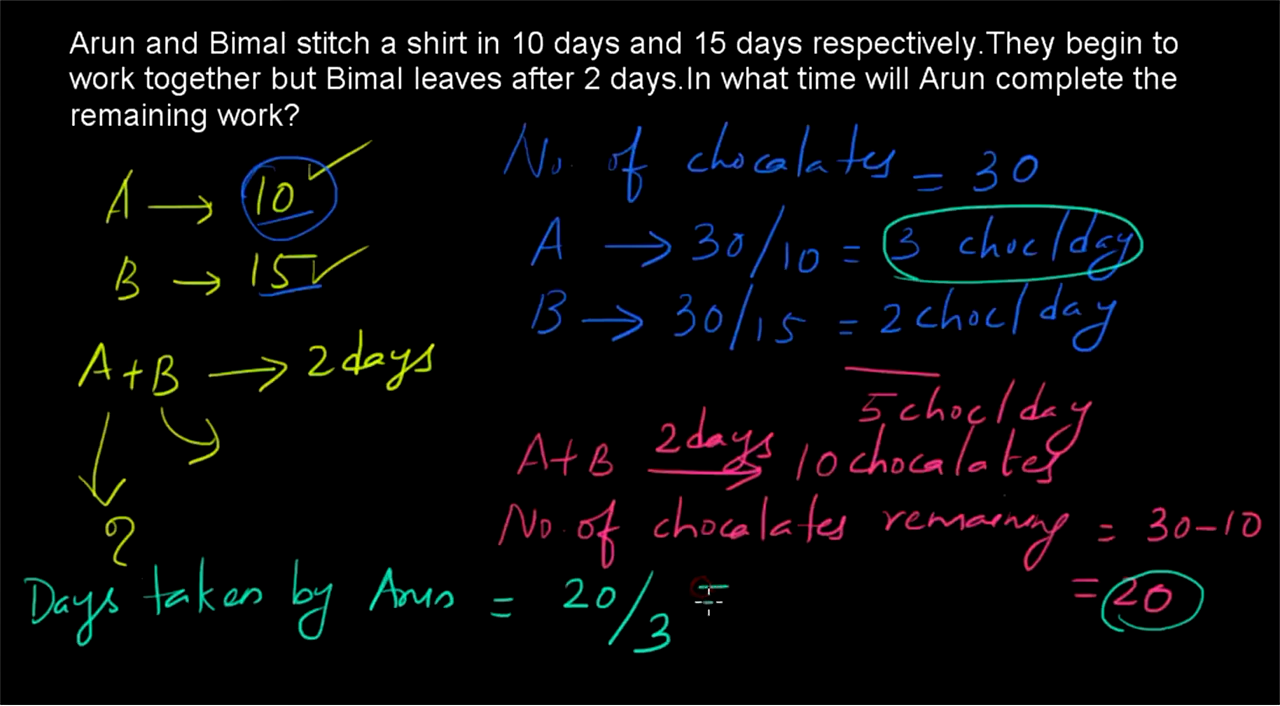 Arun and Bimal stitch a shirt in 10 days and 15 days respectively.They begin to
work together but Bimal leaves after 2 days.In what time will Arun complete the
remaining work?
A → 10
B → 15
A+B → 2 days
?
No. of chocalates = 30
A → 30/10 = 3 choc/day
B → 30/15 = 2 choc/day
5 choc/day
A+B 2 days → 10 chocalates
No. of chocalates remaining = 30-10
= 20
Days taken by Arun = 20/3 =